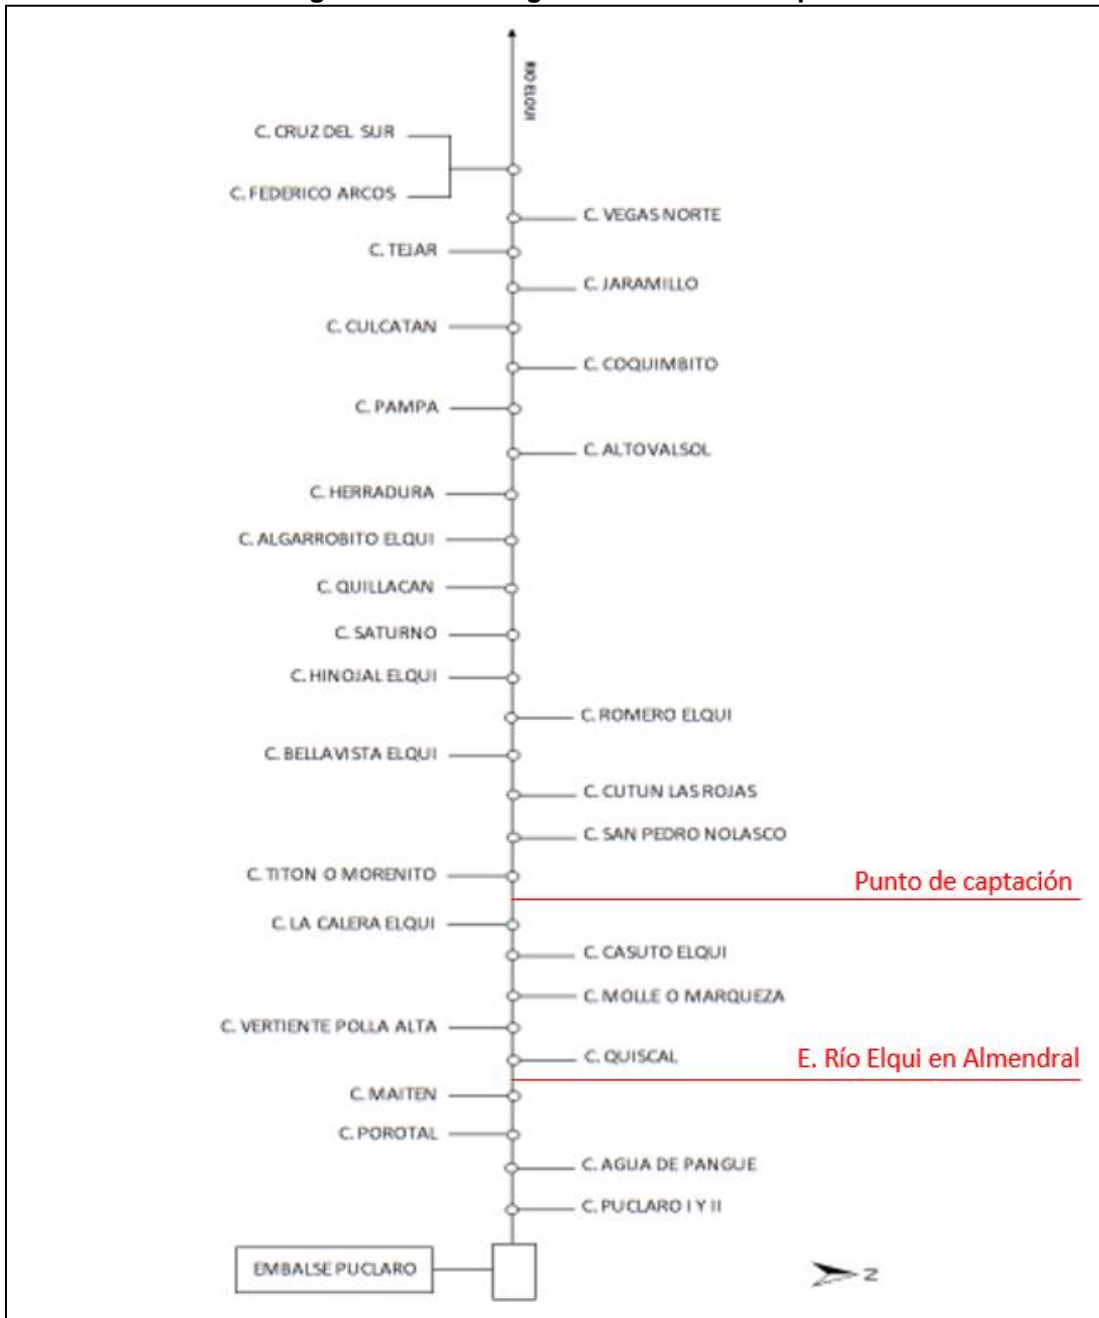 RIO ELQUI
C. CRUZ DEL SUR
C. FEDERICO ARCOS
C. VEGAS NORTE
C. TEJAR
C. JARAMILLO
C. CULCATAN
C. COQUIMBITO
C. PAMPA
C. ALTOVALSOL
C. HERRADURA
C. ALGARROBITO ELQUI
C. QUILLACAN
C. SATURNO
C. HINOJAL ELQUI
C. ROMERO ELQUI
C. BELLAVISTA ELQUI
C. CUTUN LAS ROJAS
C. SAN PEDRO NOLASCO
C. TITON O MORENITO
Punto de captación
C. LA CALERA ELQUI
C. CASUTO ELQUI
C. MOLLE O MARQUEZA
C. VERTIENTE POLLA ALTA
C. QUISCAL
E. Río Elqui en Almendral
C. MAITEN
C. POROTAL
C. AGUA DE PANGUE
C. PUCLARO I Y II
EMBALSE PUCLARO
N